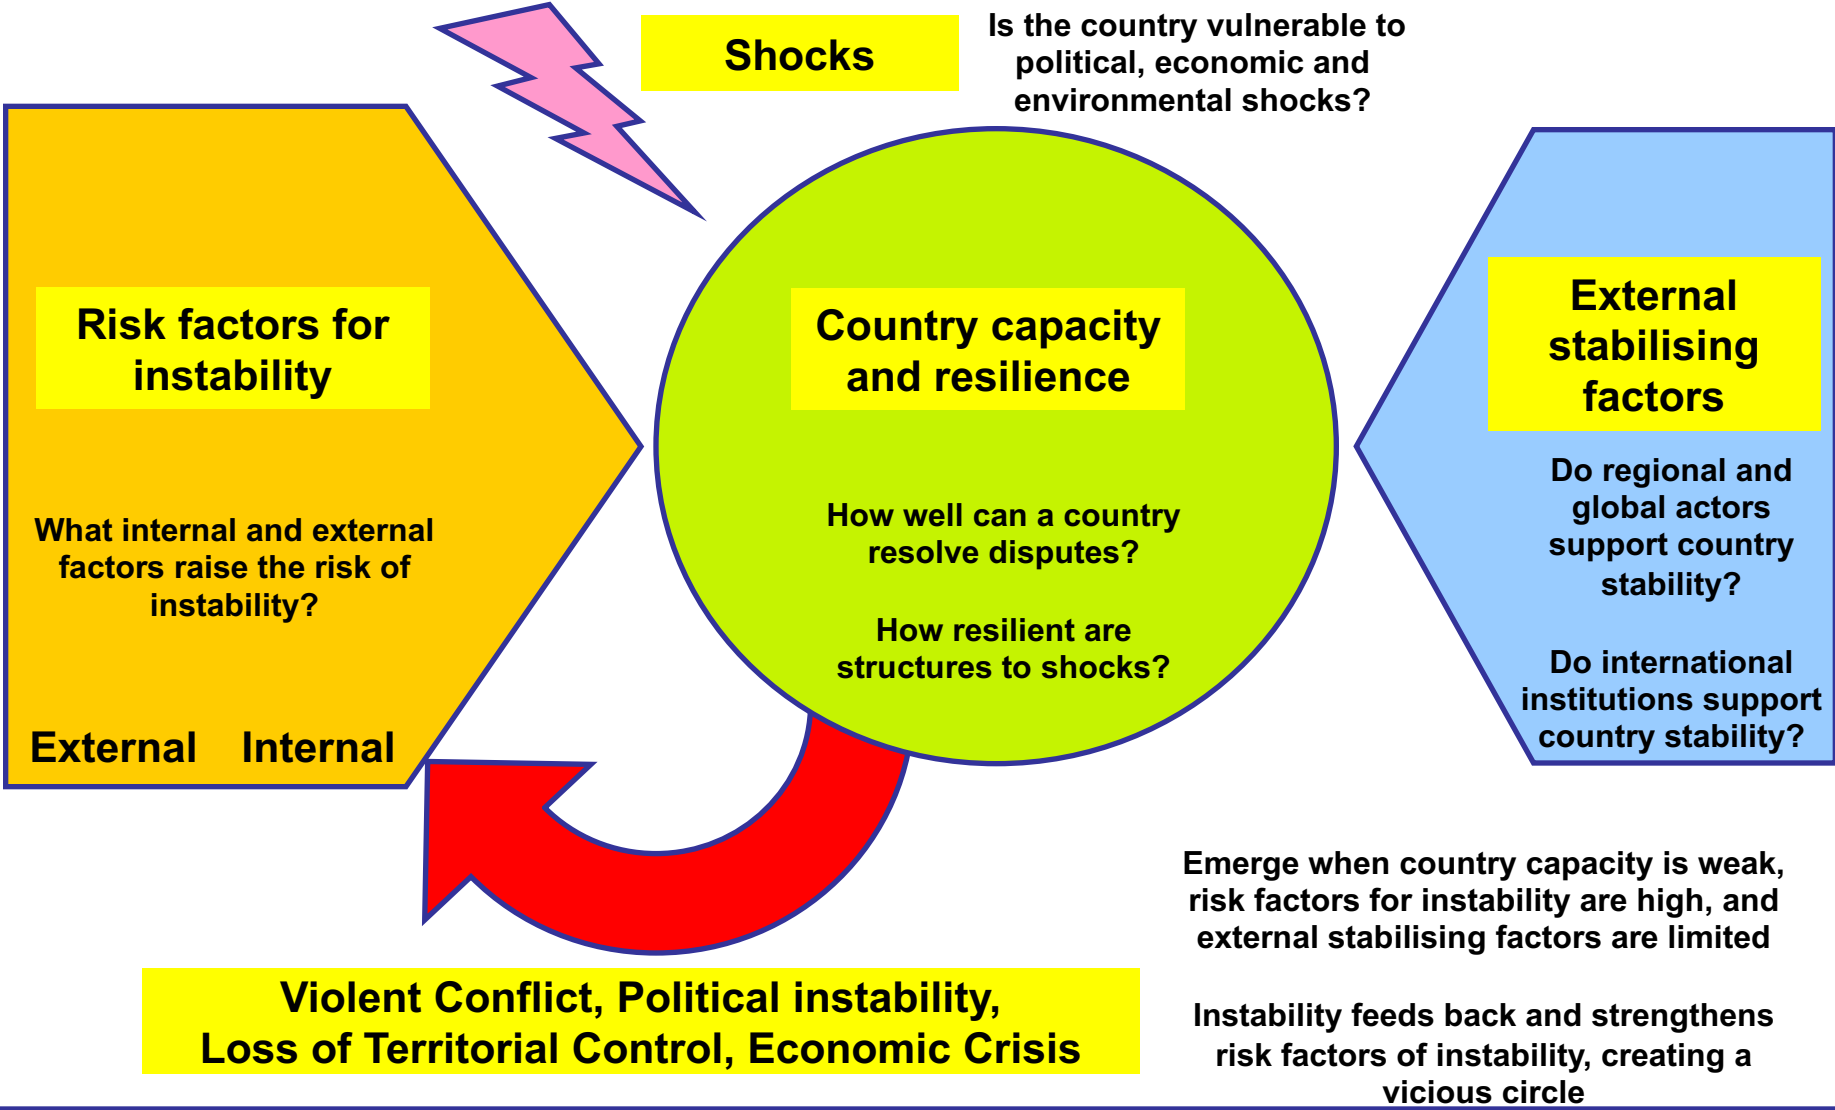 Shocks
Is the country vulnerable to
political, economic and
environmental shocks?
Risk factors for
instability
What internal and external
factors raise the risk of
instability?
External Internal
Country capacity
and resilience
How well can a country
resolve disputes?
How resilient are
structures to shocks?
External
stabilising
factors
Do regional and
global actors
support country
stability?
Do international
institutions support
country stability?
Violent Conflict, Political instability,
Loss of Territorial Control, Economic Crisis
Emerge when country capacity is weak,
risk factors for instability are high, and
external stabilising factors are limited
Instability feeds back and strengthens
risk factors of instability, creating a
vicious circle